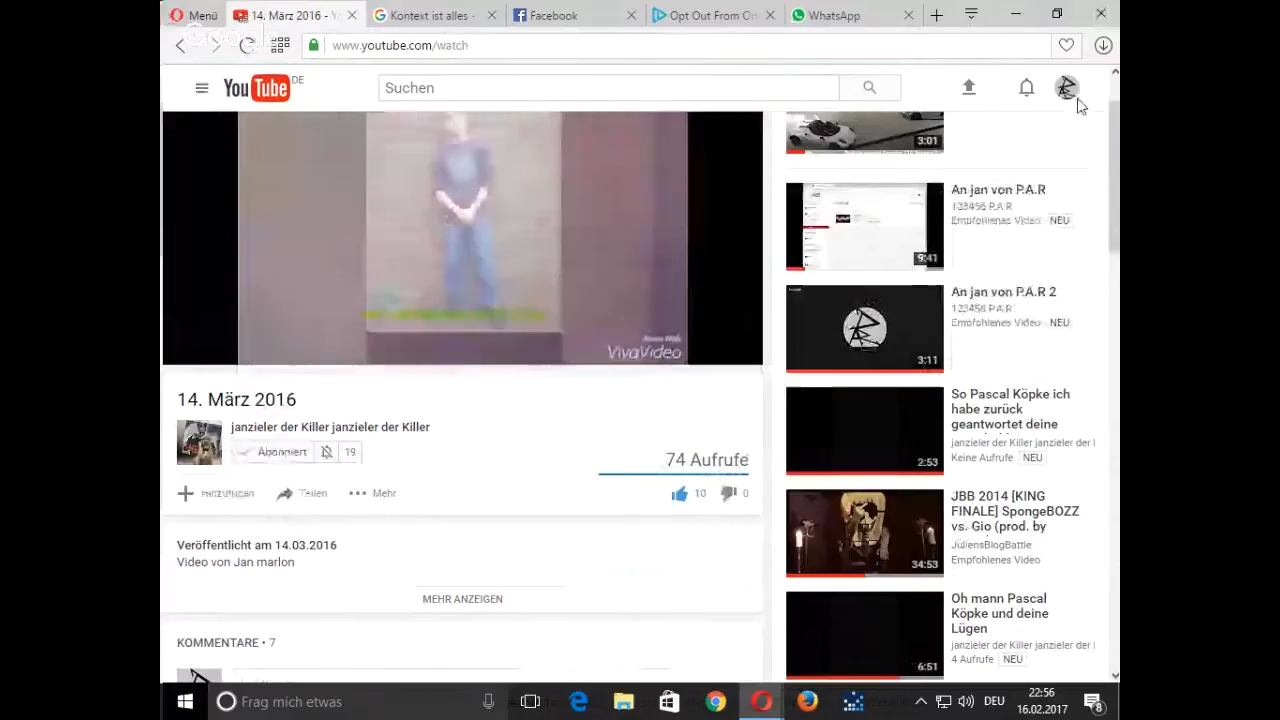 Menü
14. März 2016 - Y
Kontext ist alles -
Facebook
Opt Out From On
WhatsApp
www.youtube.com/watch
YouTube DE
Suchen
3:01
An jan von P.A.R
123456 P.A.R
Empfohlenes Video NEU
9:41
An jan von P.A.R 2
123456 P.A.R
Empfohlenes Video NEU
3:11
So Pascal Köpke ich
habe zurück
geantwortet deine
janzieler der Killer janzieler der I
Keine Aufrufe NEU
2:53
JBB 2014 [KING
FINALE] SpongeBOZZ
vs. Gio (prod. by
JuliensBlogBattle
Empfohlenes Video
34:53
Oh mann Pascal
Köpke und deine
Lügen
janzieler der Killer janzieler der I
4 Aufrufe NEU
6:51
VivaVideo
14. März 2016
janzieler der Killer janzieler der Killer
Abonniert 19
74 Aufrufe
Hinzufügen Teilen Mehr
10 0
Veröffentlicht am 14.03.2016
Video von Jan marlon
MEHR ANZEIGEN
KOMMENTARE • 7
Frag mich etwas
DEU
22:56
16.02.2017
8